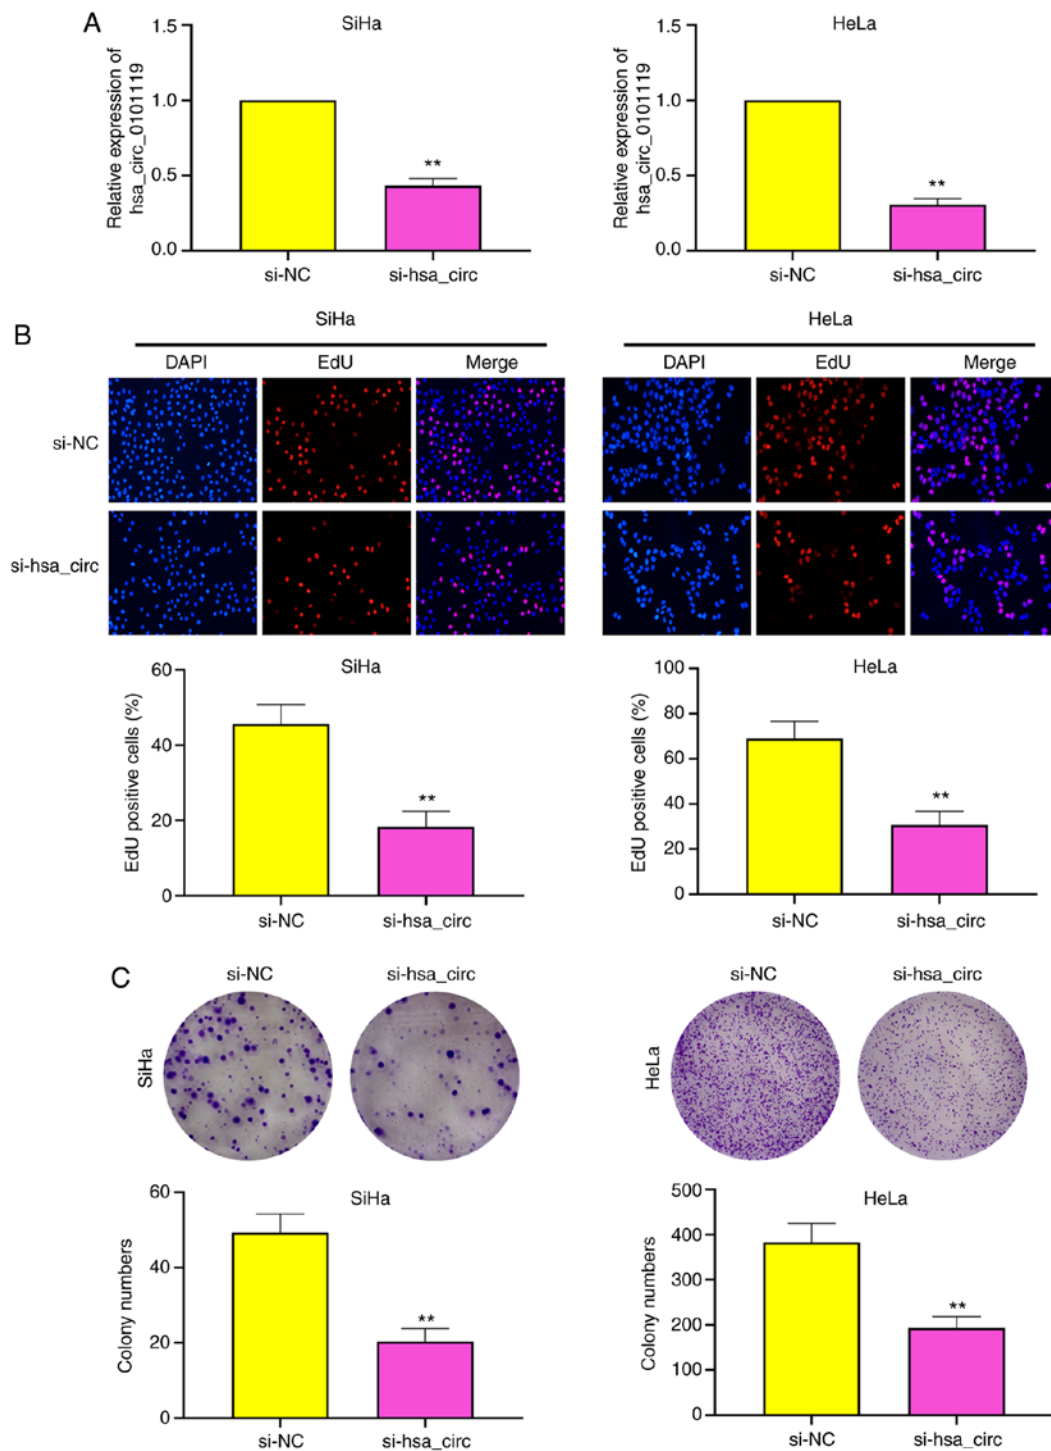 A
SiHa
HeLa
Relative expression of
hsa_circ_0101119
1.5
1.0
0.5
0.0
**
si-NC
si-hsa_circ
Relative expression of
hsa_circ_0101119
1.5
1.0
0.5
0.0
**
si-NC
si-hsa_circ
B
SiHa
HeLa
DAPI
EdU
Merge
DAPI
EdU
Merge
si-NC
si-hsa_circ
SiHa
EdU positive cells (%)
60
40
20
0
**
si-NC
si-hsa_circ
HeLa
EdU positive cells (%)
100
80
60
40
20
0
**
si-NC
si-hsa_circ
C
si-NC
si-hsa_circ
si-NC
si-hsa_circ
SiHa
HeLa
SiHa
Colony numbers
60
40
20
0
**
si-NC
si-hsa_circ
HeLa
Colony numbers
500
400
300
200
100
0
**
si-NC
si-hsa_circ